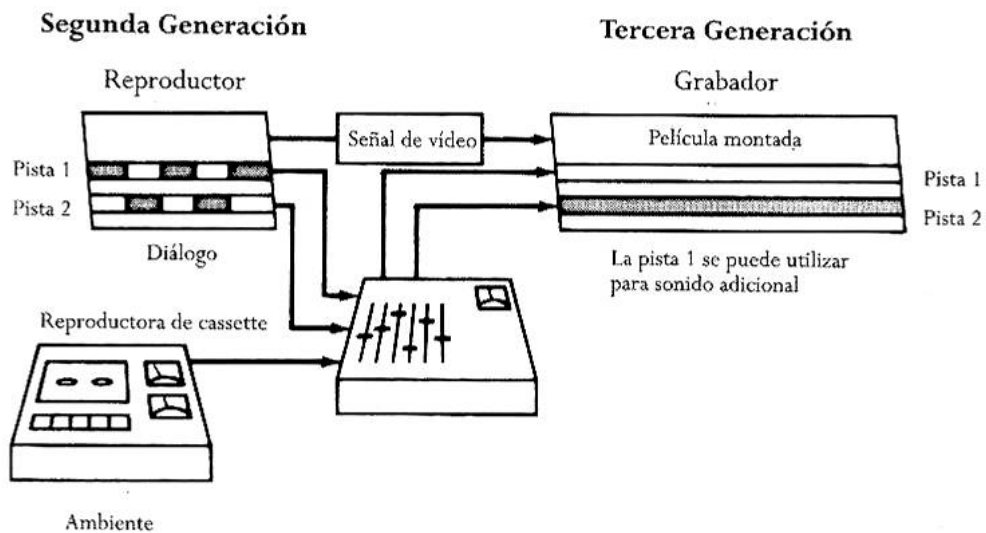 Segunda Generación
Tercera Generación
Reproductor
Grabador
Señal de vídeo
Película montada
Pista 1
Pista 2
Pista 1
Pista 2
Diálogo
La pista 1 se puede utilizar
para sonido adicional
Reproductora de cassette
Ambiente